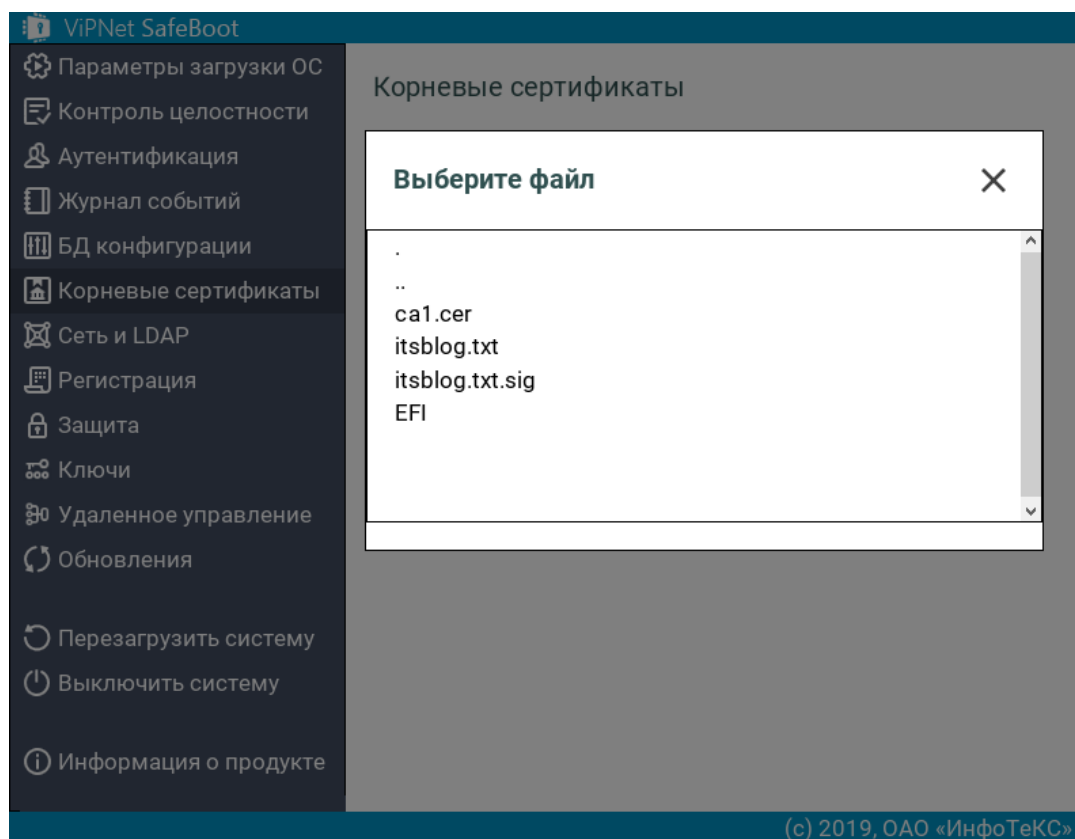 ViPNet SafeBoot
Параметры загрузки ОС
Контроль целостности
Аутентификация
Журнал событий
БД конфигурации
Корневые сертификаты
Сеть и LDAP
Регистрация
Защита
Ключи
Удаленное управление
Обновления
Перезагрузить систему
Выключить систему
Информация о продукте
Корневые сертификаты
Выберите файл
.
..
ca1.cer
itsblog.txt
itsblog.txt.sig
EFI
(c) 2019, ОАО «ИнфоТеКС»